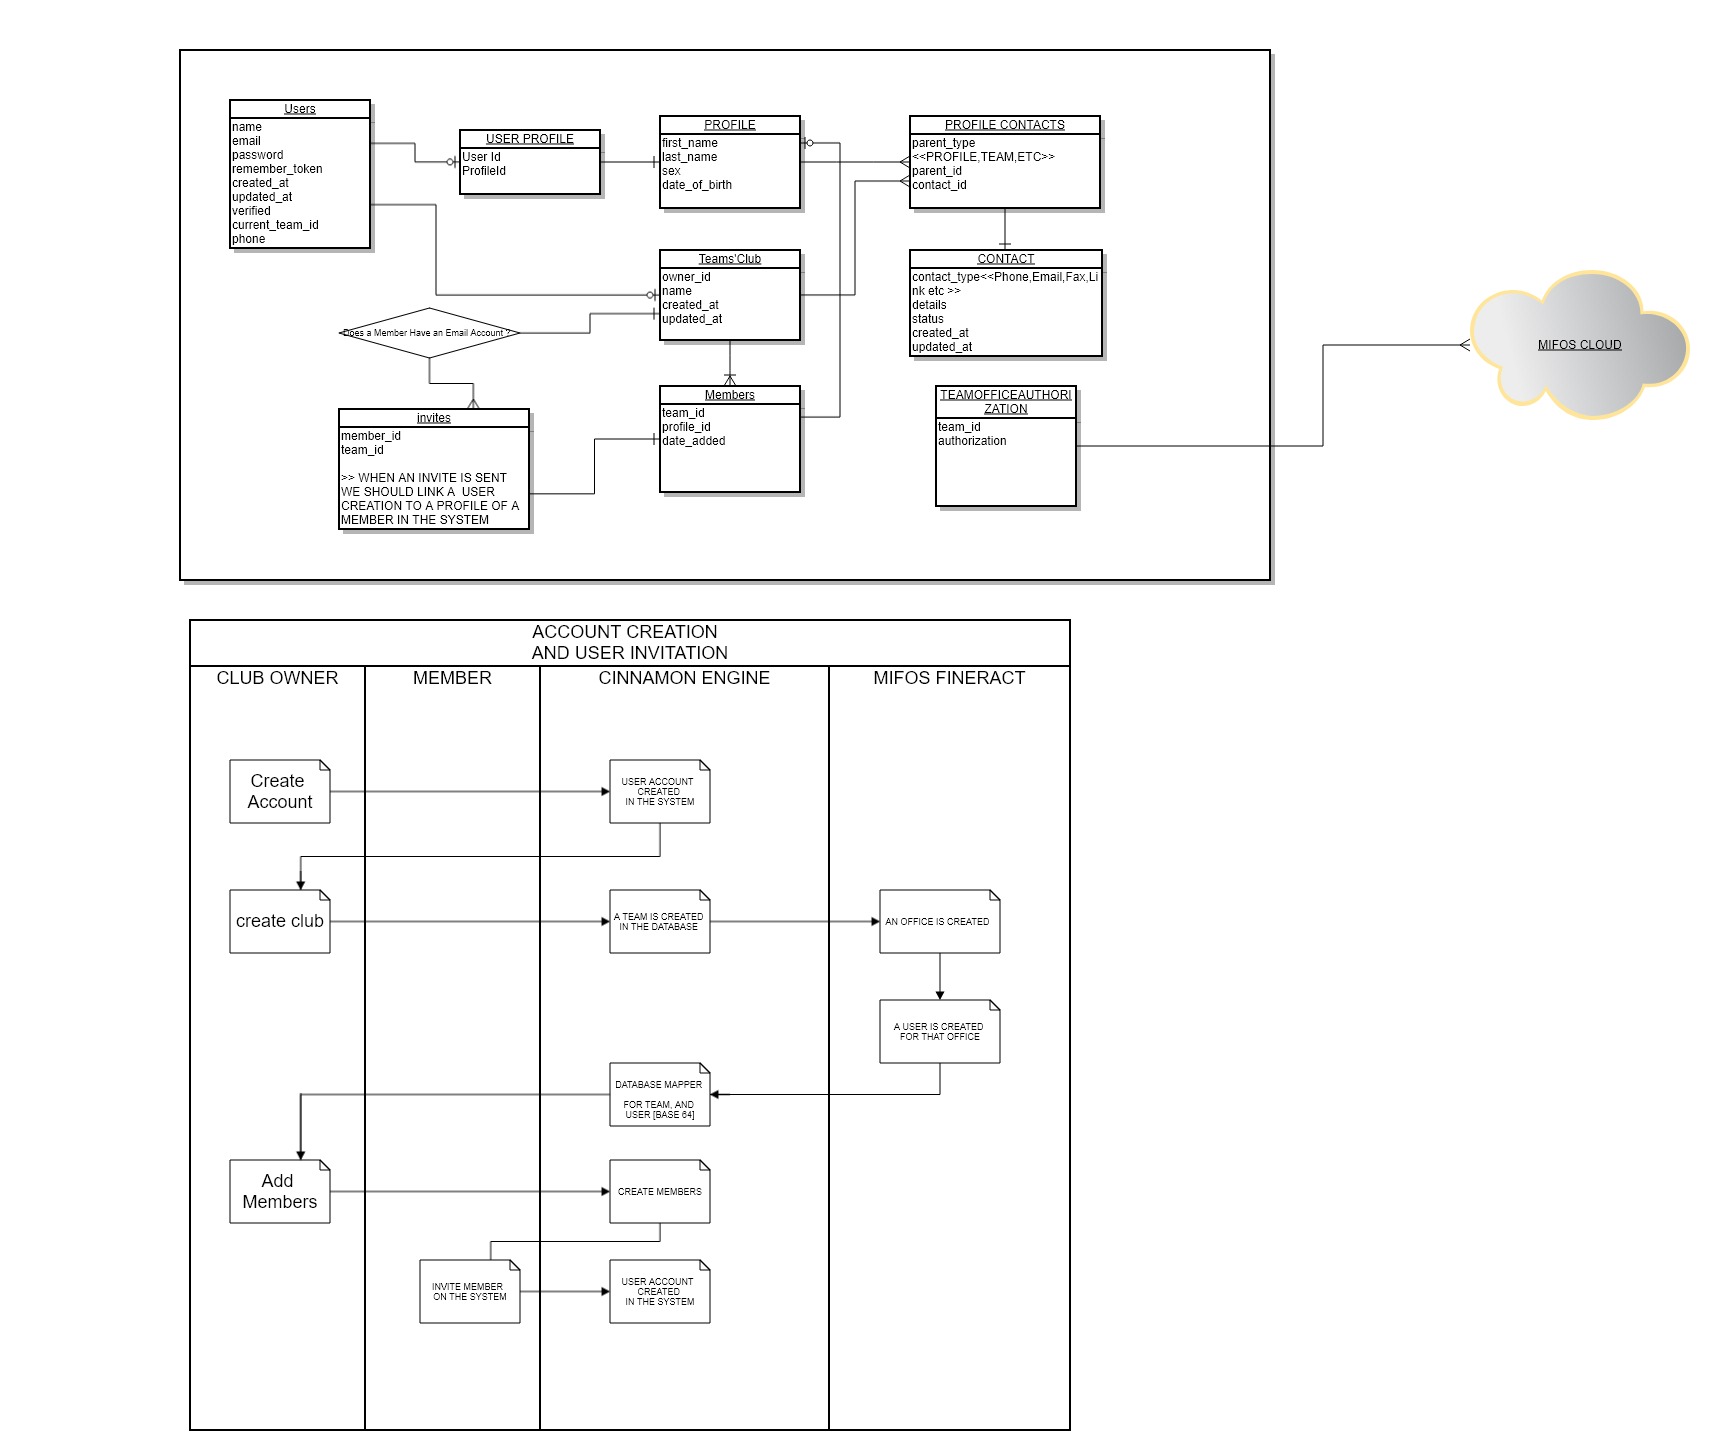 Users
name
email
password
remember_token
created_at
updated_at
verified
current_team_id
phone
USER PROFILE
User Id
ProfileId
PROFILE
first_name
last_name
sex
date_of_birth
PROFILE CONTACTS
parent_type
<<PROFILE,TEAM,ETC>>
parent_id
contact_id
Teams'Club
owner_id
name
created_at
updated_at
CONTACT
contact_type<<Phone,Email,Fax,Li
nk etc >>
details
status
created_at
updated_at
MIFOS CLOUD
Does a Member Have an Email Account ?
invites
member_id
team_id
>> WHEN AN INVITE IS SENT
WE SHOULD LINK A  USER
CREATION TO A PROFILE OF A
MEMBER IN THE SYSTEM
Members
team_id
profile_id
date_added
TEAMOFFICEAUTHORI
ZATION
team_id
authorization
ACCOUNT CREATION
AND USER INVITATION
CLUB OWNER
MEMBER
CINNAMON ENGINE
MIFOS FINERACT
Create
Account
USER ACCOUNT
CREATED
IN THE SYSTEM
create club
A TEAM IS CREATED
IN THE DATABASE
AN OFFICE IS CREATED
A USER IS CREATED
FOR THAT OFFICE
DATABASE MAPPER
FOR TEAM, AND
USER [BASE 64]
Add
Members
CREATE MEMBERS
INVITE MEMBER
ON THE SYSTEM
USER ACCOUNT
CREATED
IN THE SYSTEM